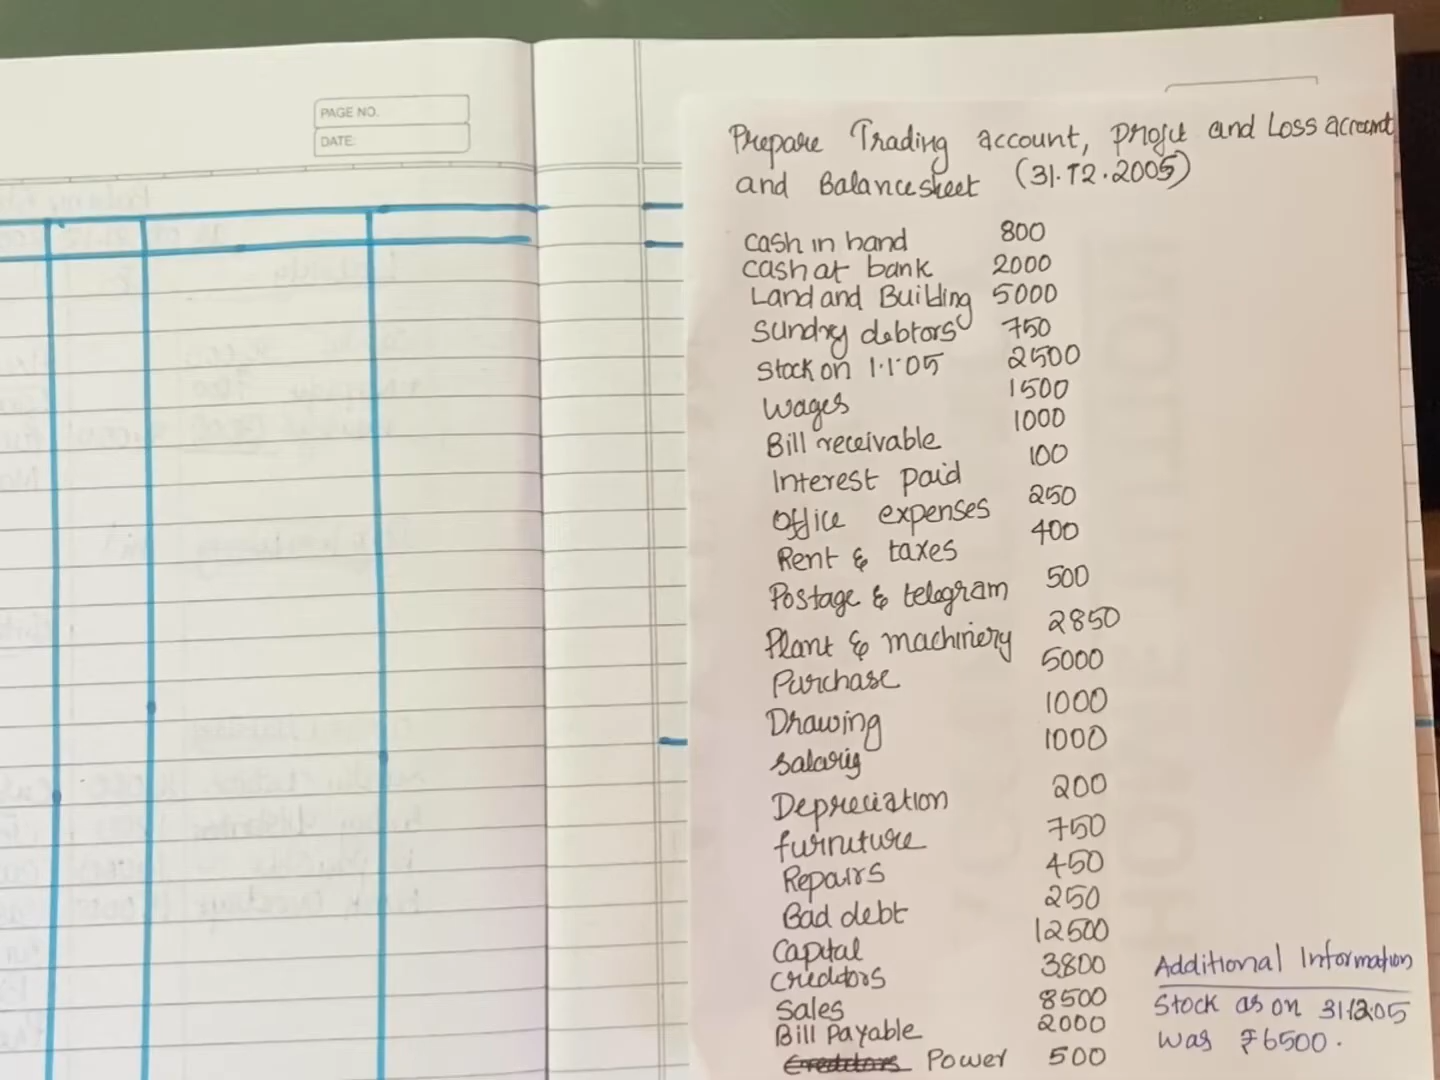 PAGE NO.
DATE:
Prepare Trading account, profit and Loss account
and Balancesheet (31.12.2005)
cash in hand 800
cash at bank 2000
Land and Building 5000
Sundry debtors 750
Stock on 1.1.05 2500
Wages 1500
Bill receivable 1000
Interest paid 100
Office expenses 250
Rent & taxes 400
Postage & telegram 500
Plant & machinery 2850
Purchase 5000
Drawing 1000
Salaries 1000
Depreciation 200
furnuture 750
Repairs 450
Bad debt 250
Capital 12500
creditors 3800
Sales 8500
Bill Payable 2000
Creditors Power 500
Additional Information
Stock as on 31.12.05
was ₹6500.